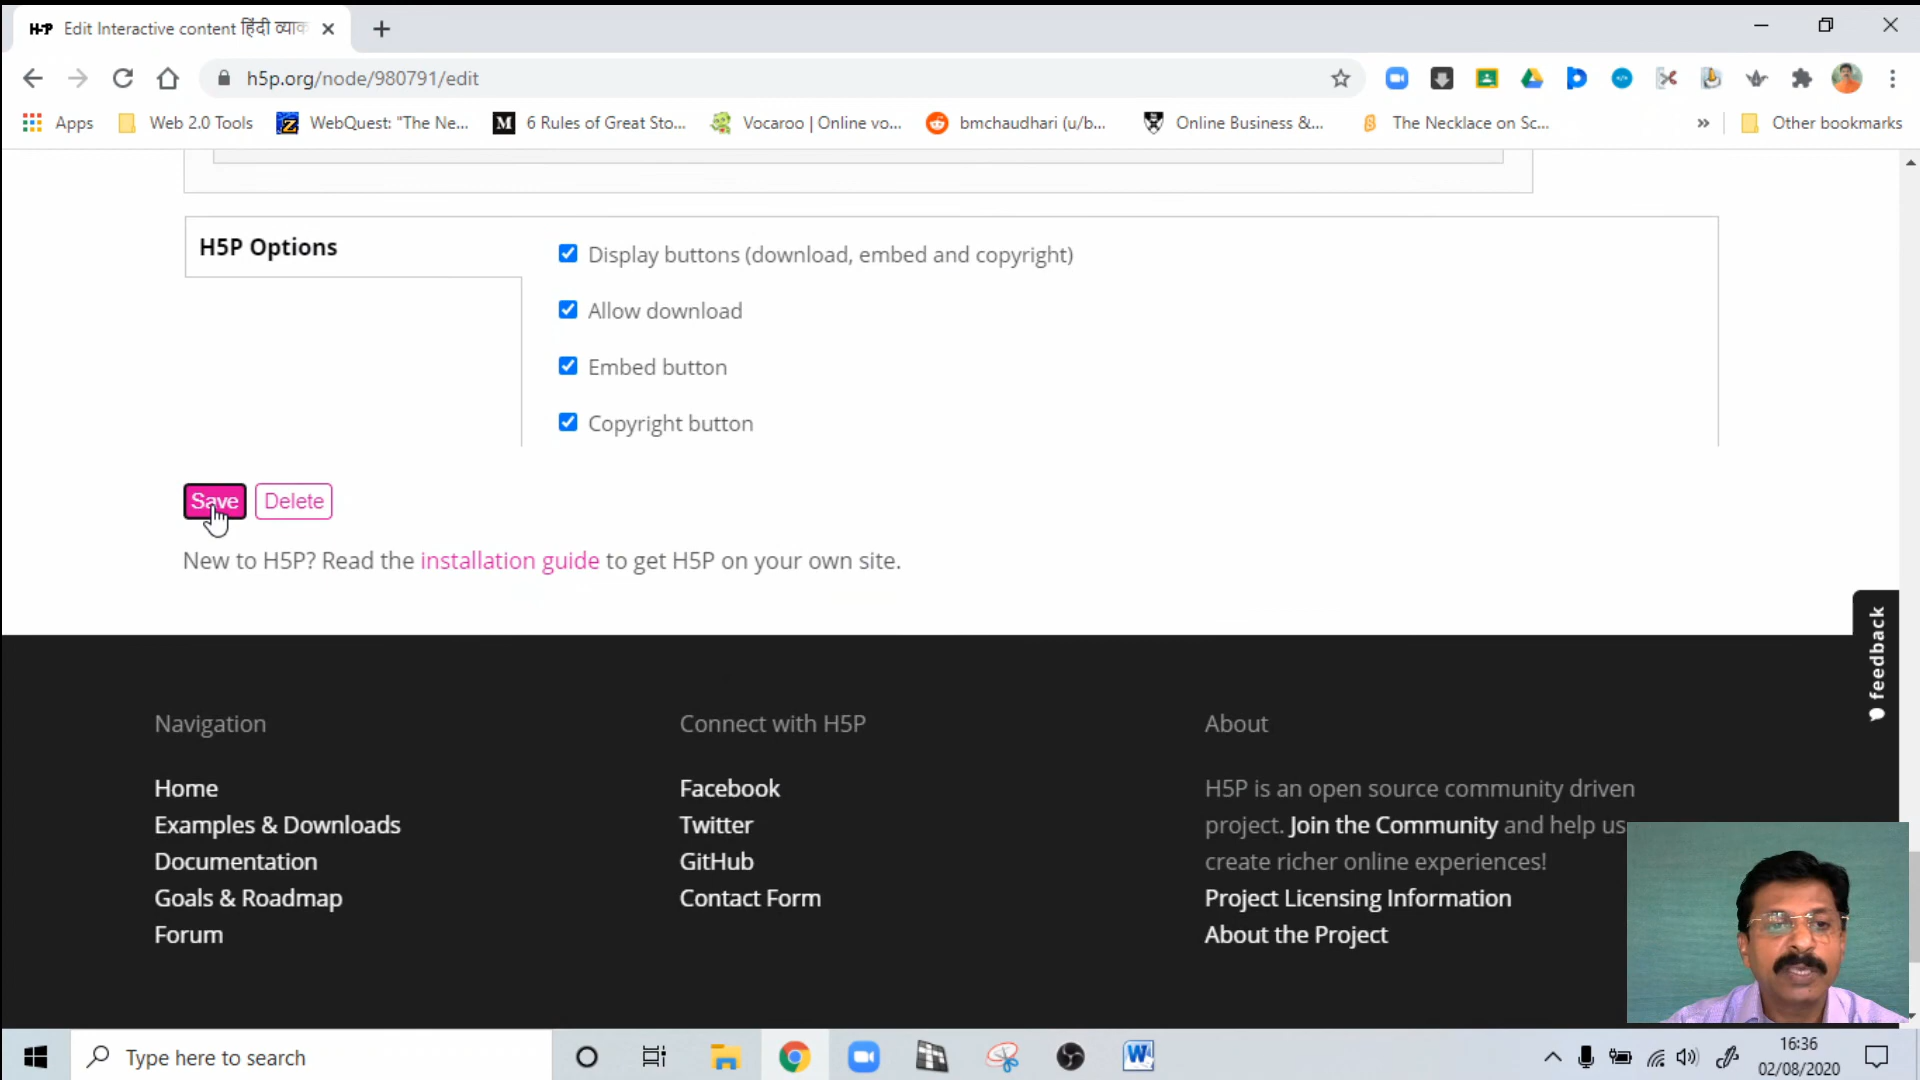 H-P Edit Interactive content हिंदी व्याक
h5p.org/node/980791/edit
Apps Web 2.0 Tools WebQuest: "The Ne... M 6 Rules of Great Sto... Vocaroo | Online vo... bmchaudhari (u/b... Online Business &... The Necklace on Sc... » Other bookmarks
H5P Options
Display buttons (download, embed and copyright)
Allow download
Embed button
Copyright button
Save Delete
New to H5P? Read the installation guide to get H5P on your own site.
feedback
Navigation
Home
Examples & Downloads
Documentation
Goals & Roadmap
Forum
Connect with H5P
Facebook
Twitter
GitHub
Contact Form
About
H5P is an open source community driven
project. Join the Community and help us
create richer online experiences!
Project Licensing Information
About the Project
Type here to search
16:36
02/08/2020